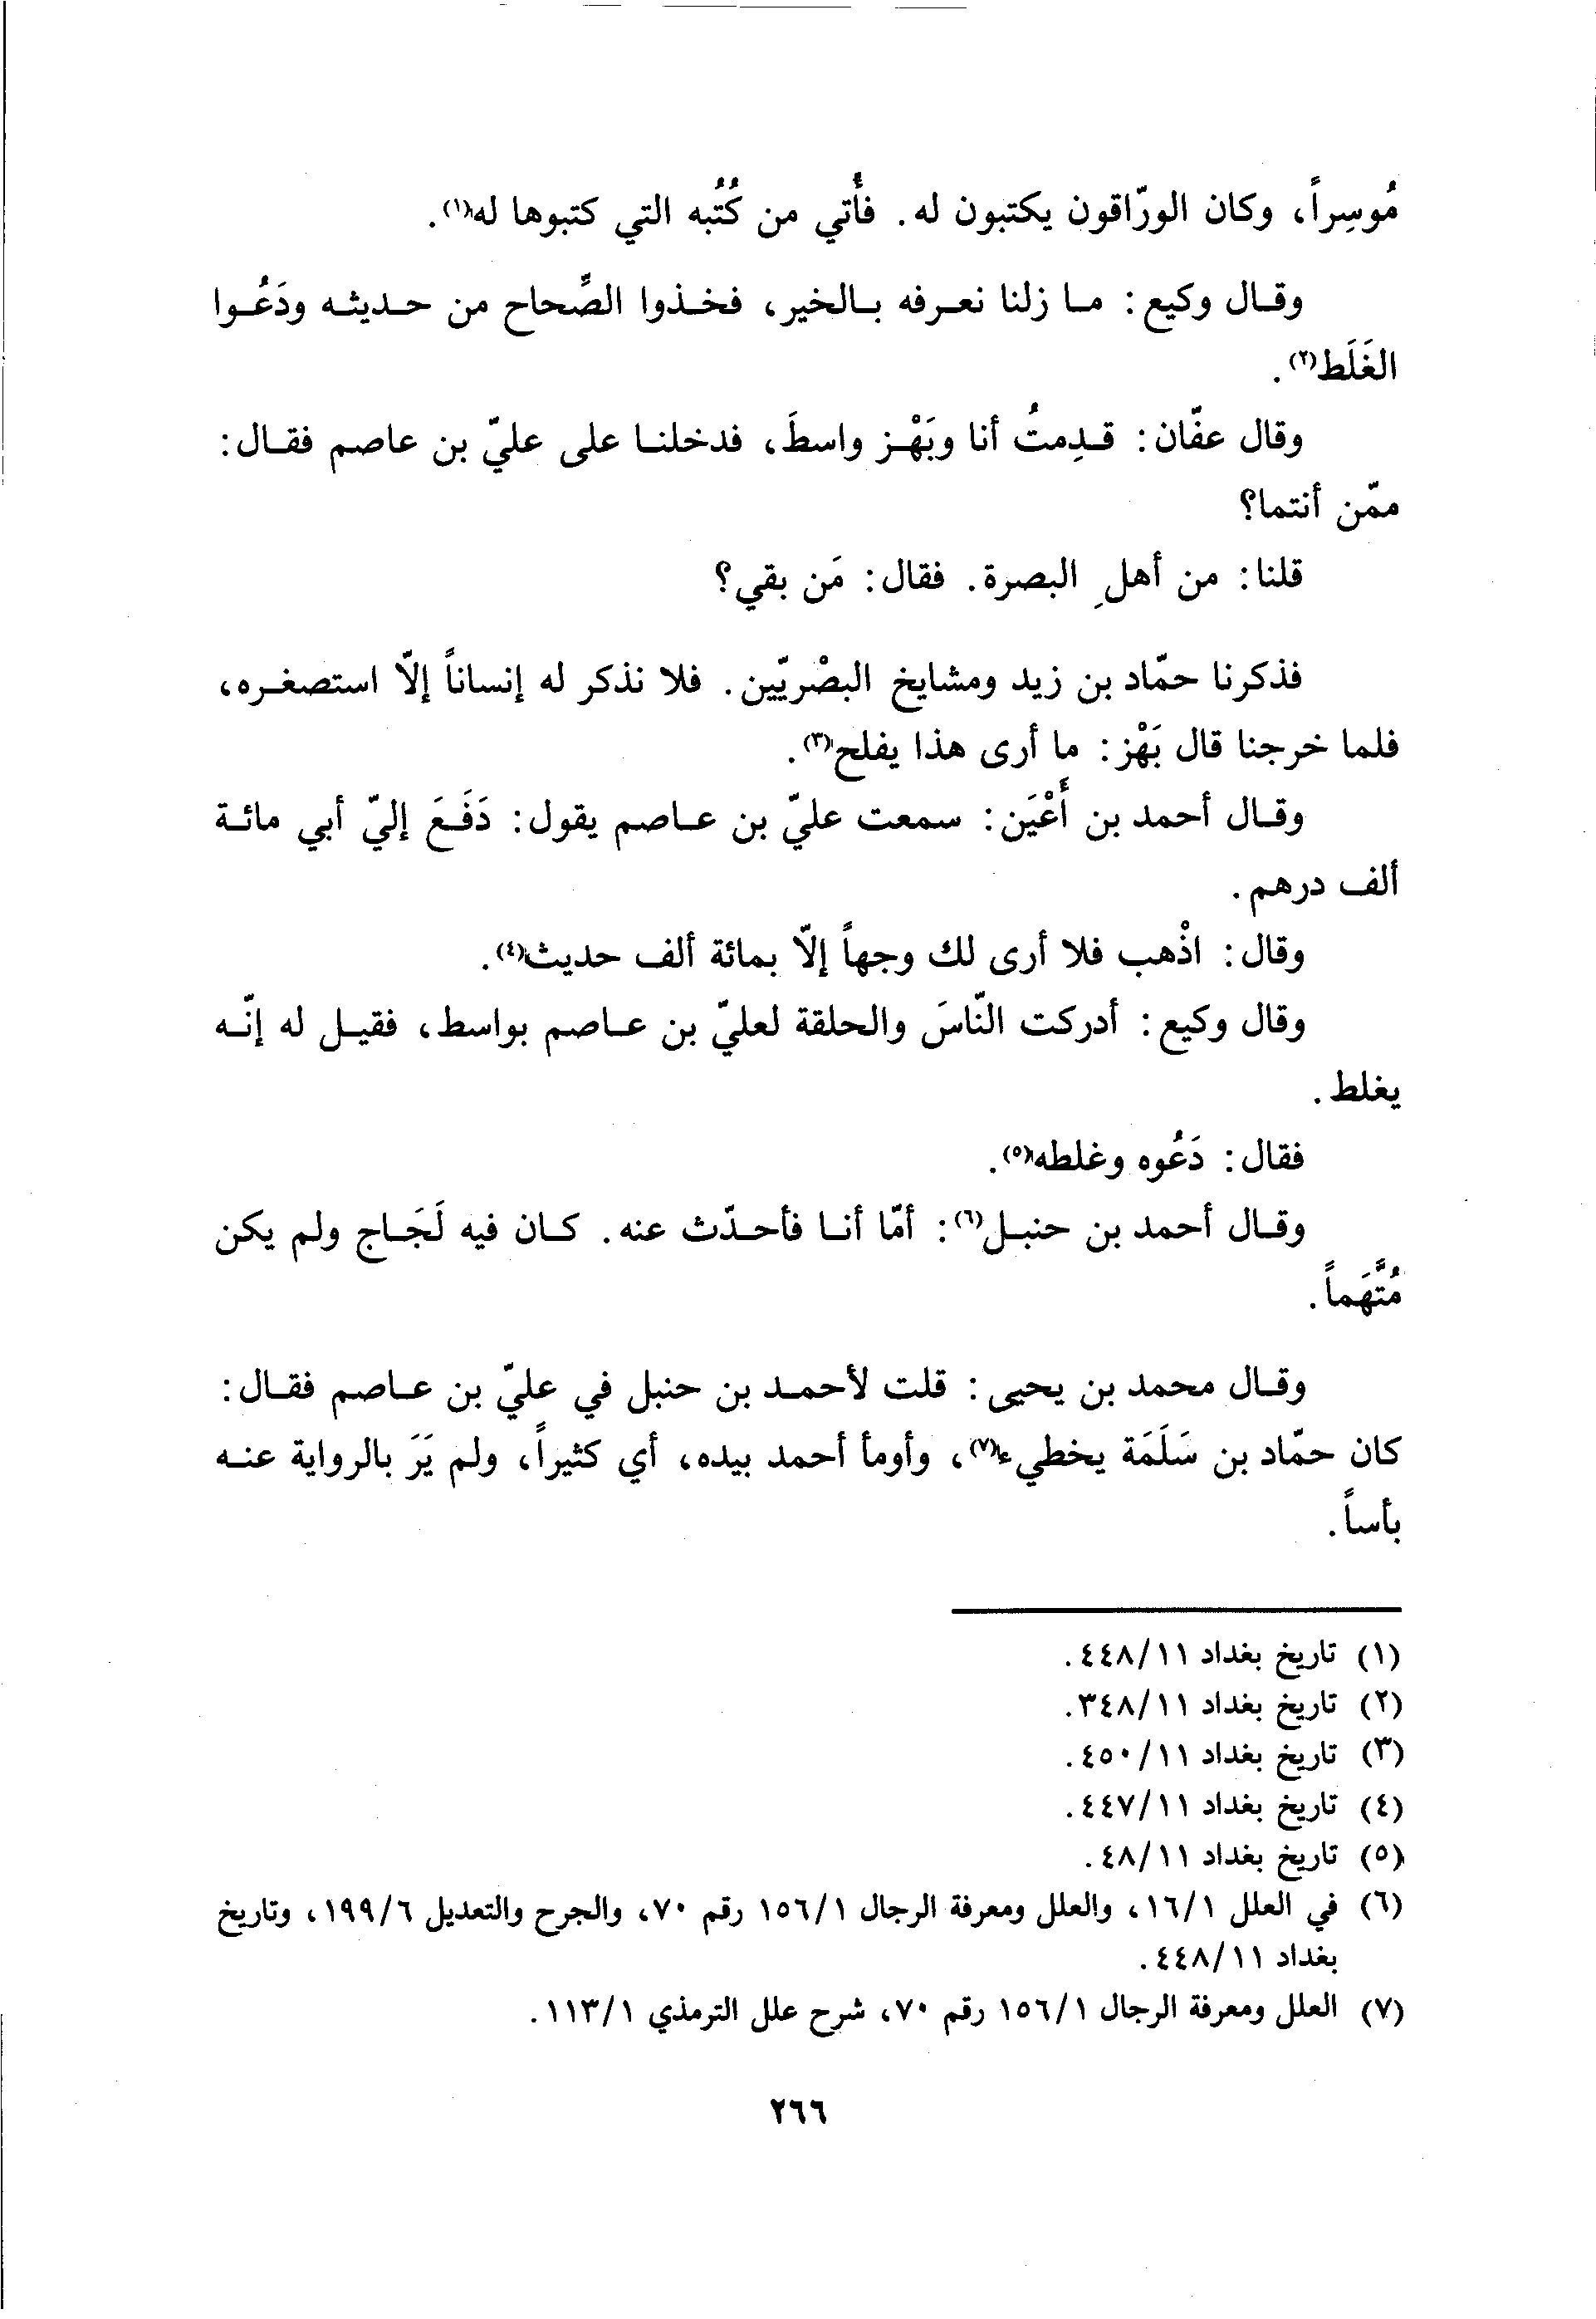 مُوسِراً، وكان الورّاقون يكتبون له. فأُتي من كُتُبه التي كتبوها له(١).
وقال وكيع: ما زلنا نعرفه بالخير، فخذوا الصِّحاح من حديثه ودَعُوا
الغَلَط(٢).
وقال عفّان: قدِمتُ أنا وبَهْز واسطَ، فدخلنا على عليّ بن عاصم فقال:
ممّن أنتما؟
قلنا: من أهلِ البصرة. فقال: مَن بقي؟
فذكرنا حمّاد بن زيد ومشايخ البصْريّين. فلا نذكر له إنساناً إلّا استصغره،
فلما خرجنا قال بَهْز: ما أرى هذا يفلح(٣).
وقال أحمد بن أَعْيَن: سمعت عليّ بن عاصم يقول: دَفَعَ إليّ أبي مائة
ألف درهم.
وقال: اذْهب فلا أرى لك وجهاً إلّا بمائة ألف حديث(٤).
وقال وكيع: أدركت النّاسَ والحلقة لعليّ بن عاصم بواسط، فقيل له إنّه
يغلط.
فقال: دَعُوه وغلطه(٥).
وقال أحمد بن حنبل(٦): أمّا أنا فأحدّث عنه. كان فيه لَجَاج ولم يكن
مُتَّهَماً.
وقال محمد بن يحيى: قلت لأحمد بن حنبل في عليّ بن عاصم فقال:
كان حمّاد بن سَلَمَة يخطيء(٧)، وأومأ أحمد بيده، أي كثيراً، ولم يَرَ بالرواية عنه
بأساً.
(١) تاريخ بغداد ٤٤٨/١١.
(٢) تاريخ بغداد ٣٤٨/١١.
(٣) تاريخ بغداد ٤٥٠/١١.
(٤) تاريخ بغداد ٤٤٧/١١.
(٥) تاريخ بغداد ٤٨/١١.
(٦) في العلل ١٦/١، والعلل ومعرفة الرجال ١٥٦/١ رقم ٧٠، والجرح والتعديل ١٩٩/٦، وتاريخ
بغداد ٤٤٨/١١.
(٧) العلل ومعرفة الرجال ١٥٦/١ رقم ٧٠، شرح علل الترمذي ١١٣/١.
٢٦٦